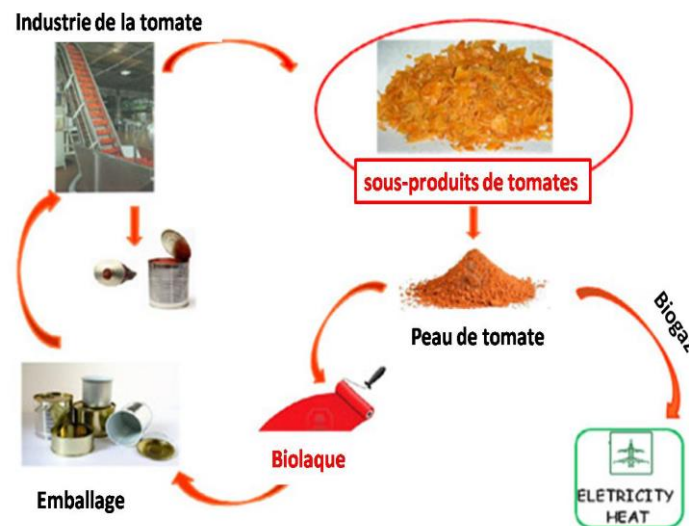 Industrie de la tomate
sous-produits de tomates
Peau de tomate
Biogaz
Biolaque
Emballage
ELETRICITY
HEAT